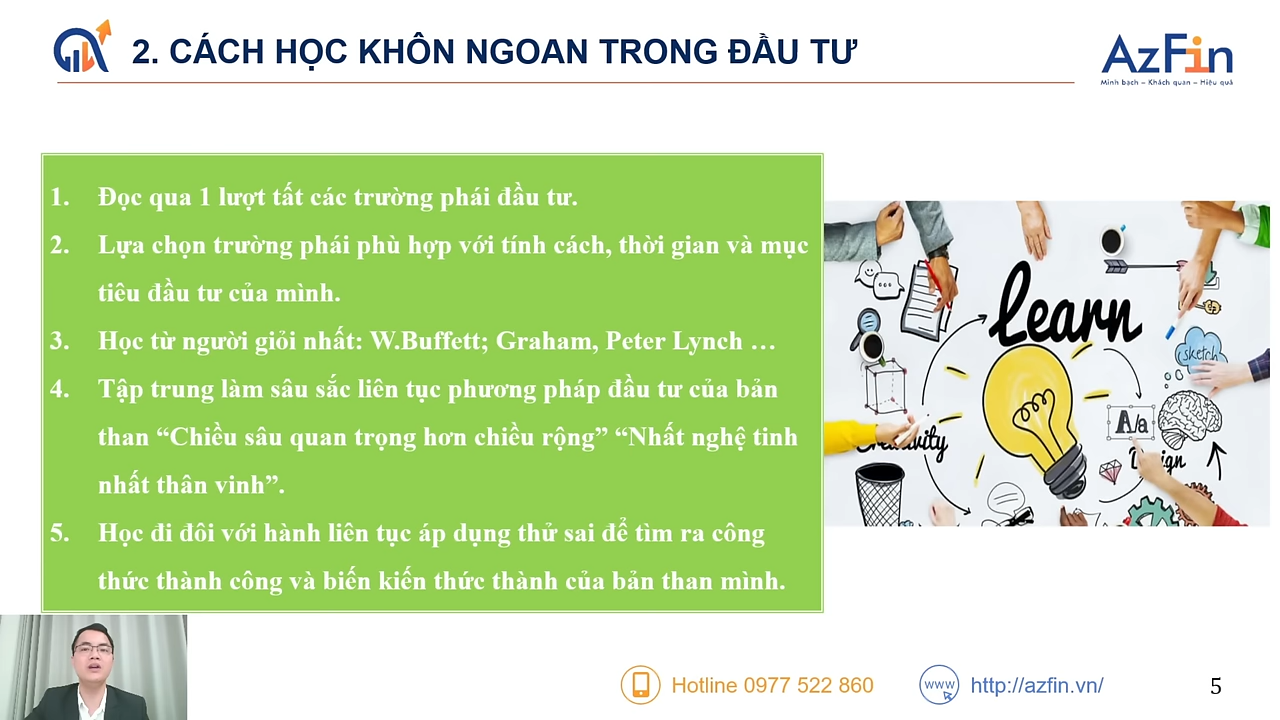 2. CÁCH HỌC KHÔN NGOAN TRONG ĐẦU TƯ
AzFin
Minh bạch – Khách quan – Hiệu quả
1. Đọc qua 1 lượt tất các trường phái đầu tư.
2. Lựa chọn trường phái phù hợp với tính cách, thời gian và mục
tiêu đầu tư của mình.
3. Học từ người giỏi nhất: W.Buffett; Graham, Peter Lynch …
4. Tập trung làm sâu sắc liên tục phương pháp đầu tư của bản
than “Chiều sâu quan trọng hơn chiều rộng” “Nhất nghệ tinh
nhất thân vinh”.
5. Học đi đôi với hành liên tục áp dụng thử sai để tìm ra công
thức thành công và biến kiến thức thành của bản than mình.
learn
sketch
A/a
Creativity
Design
Hotline 0977 522 860
www
http://azfin.vn/
5